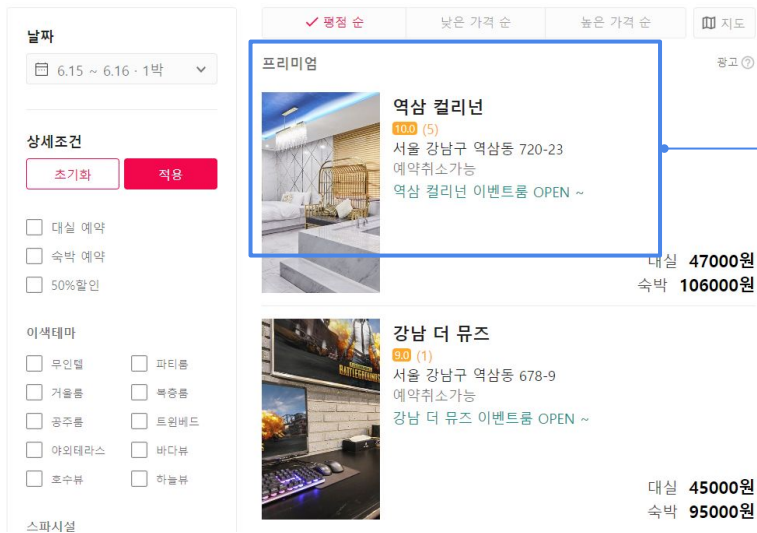 날짜
6.15 ~ 6.16 · 1박
상세조건
초기화 적용
대실 예약
숙박 예약
50%할인
이색테마
무인텔 파티룸
거울룸 복층룸
공주룸 트윈베드
야외테라스 바다뷰
호수뷰 하늘뷰
스파시설
평점 순 낮은 가격 순 높은 가격 순 지도
프리미엄 광고
역삼 컬리넌
10.0 (5)
서울 강남구 역삼동 720-23
예약취소가능
역삼 컬리넌 이벤트룸 OPEN ~
대실 47000원
숙박 106000원
강남 더 뮤즈
9.0 (1)
서울 강남구 역삼동 678-9
예약취소가능
강남 더 뮤즈 이벤트룸 OPEN ~
대실 45000원
숙박 95000원
BATTLEGROUNDS